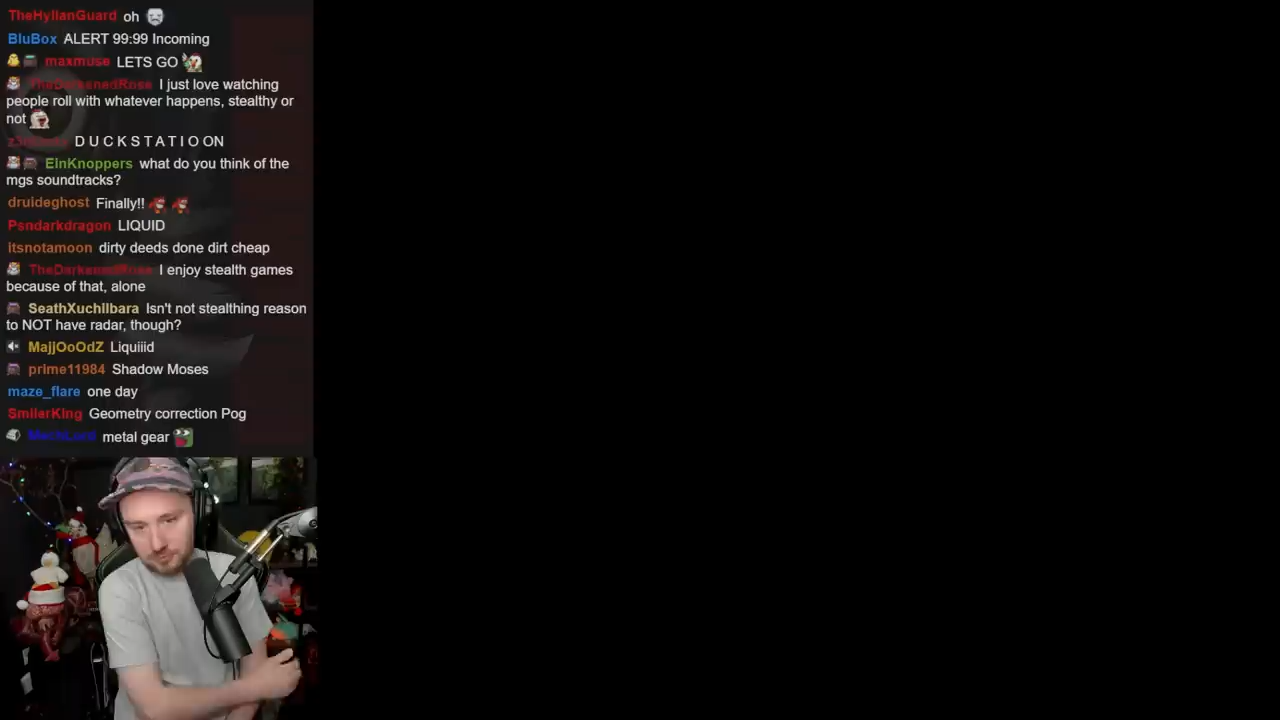 TheHylianGuard oh
BluBox ALERT 99:99 Incoming
maxmuse LETS GO
TheDarkenedRose I just love watching
people roll with whatever happens, stealthy or
not
D U C K S T A T I O ON
EinKnoppers what do you think of the
mgs soundtracks?
druideghost Finally!!
Psndarkdragon LIQUID
itsnotamoon dirty deeds done dirt cheap
TheDarkenedRose I enjoy stealth games
because of that, alone
SeathXuchilbara Isn't not stealthing reason
to NOT have radar, though?
MajjOoOdZ Liquiiid
prime11984 Shadow Moses
maze_flare one day
SmilerKing Geometry correction Pog
metal gear